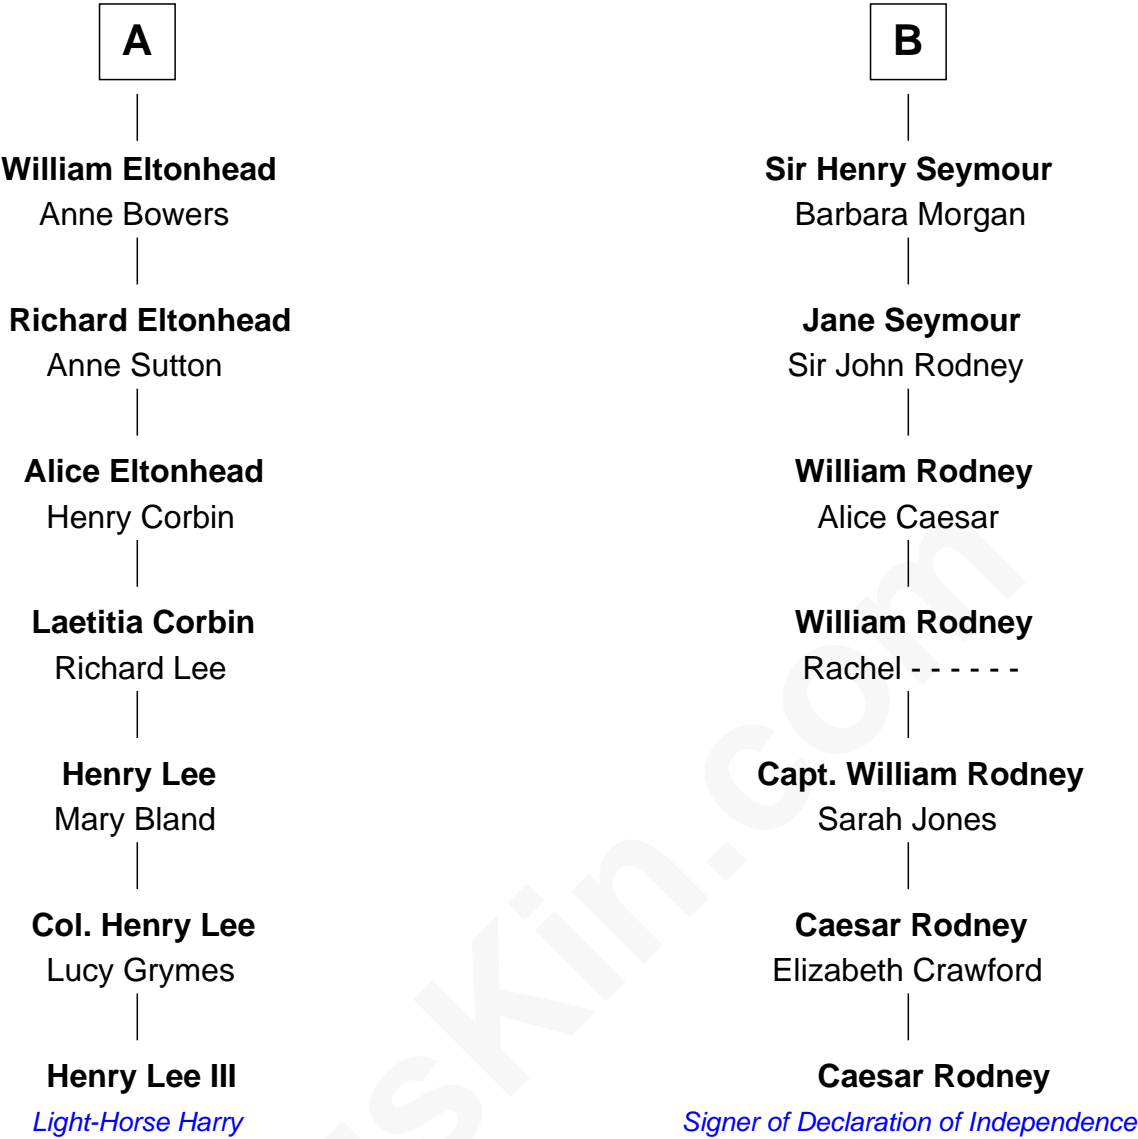 A
William Eltonhead
Anne Bowers
Richard Eltonhead
Anne Sutton
Alice Eltonhead
Henry Corbin
Laetitia Corbin
Richard Lee
Henry Lee
Mary Bland
Col. Henry Lee
Lucy Grymes
Henry Lee III
Light-Horse Harry
B
Sir Henry Seymour
Barbara Morgan
Jane Seymour
Sir John Rodney
William Rodney
Alice Caesar
William Rodney
Rachel - - - - - -
Capt. William Rodney
Sarah Jones
Caesar Rodney
Elizabeth Crawford
Caesar Rodney
Signer of Declaration of Independence
sKin.com